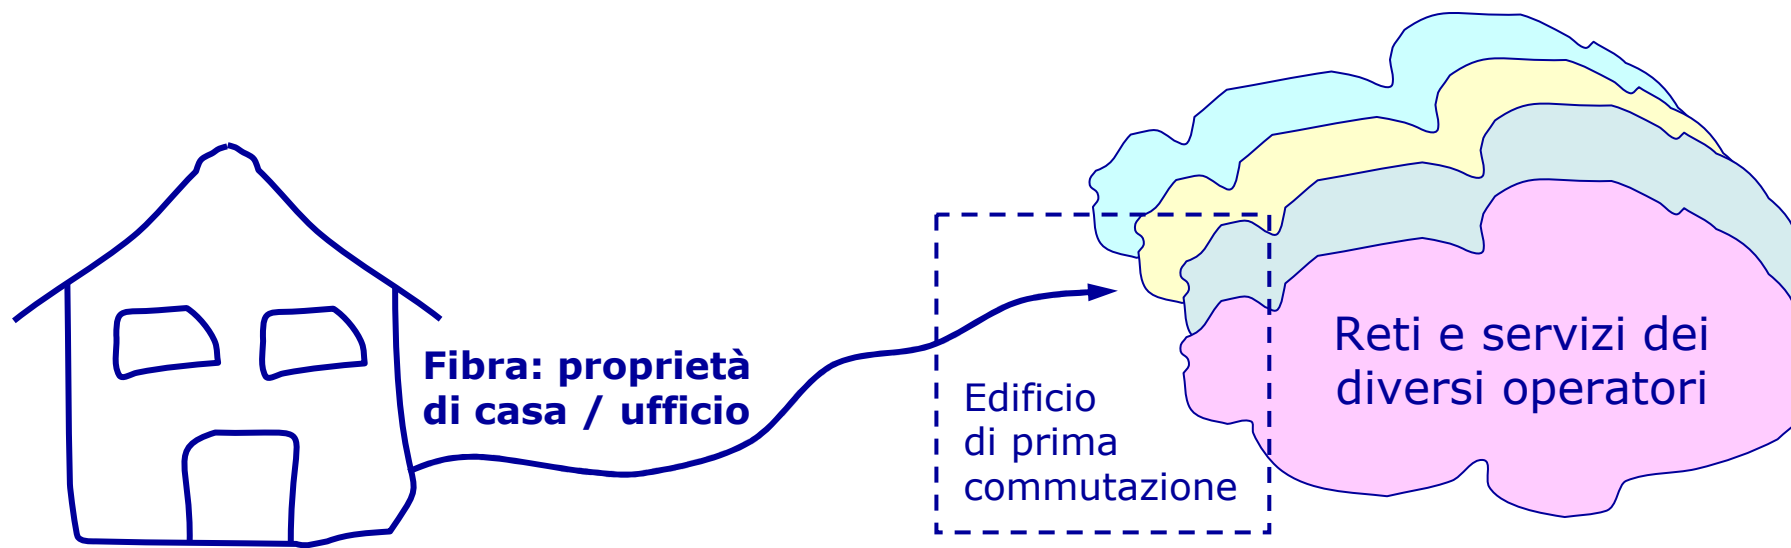 Fibra: proprietà
di casa / ufficio
Edificio
di prima
commutazione
Reti e servizi dei
diversi operatori